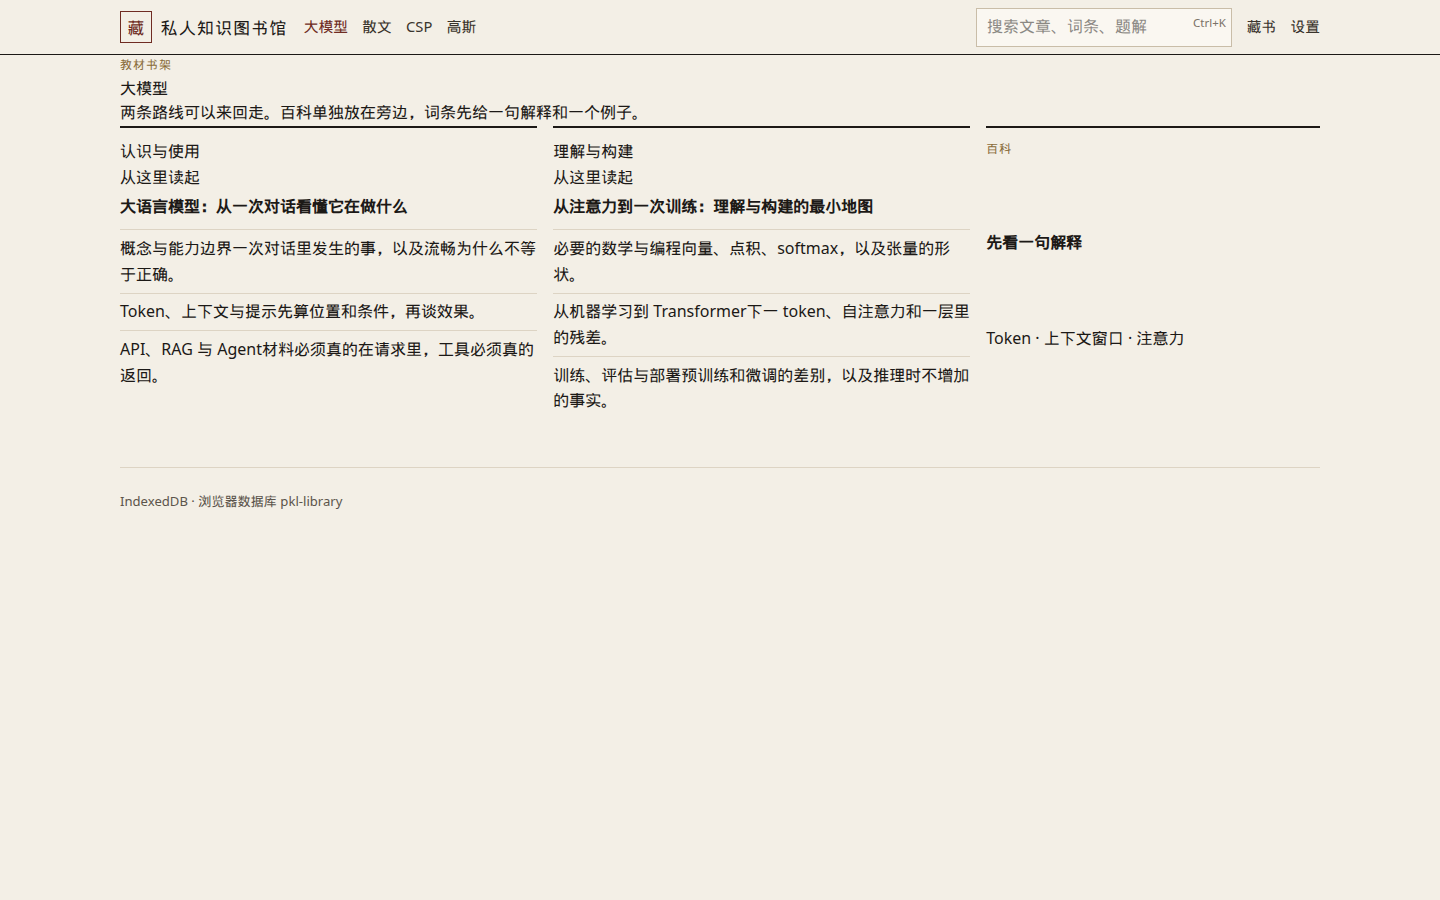 藏 私人知识图书馆 大模型 散文 CSP 高斯 搜索文章、词条、题解 Ctrl+K 藏书 设置
教材书架
大模型
两条路线可以来回走。百科单独放在旁边，词条先给一句解释和一个例子。
认识与使用
从这里读起
大语言模型：从一次对话看懂它在做什么
概念与能力边界一次对话里发生的事，以及流畅为什么不等
于正确。
Token、上下文与提示先算位置和条件，再谈效果。
API、RAG 与 Agent材料必须真的在请求里，工具必须真的
返回。
理解与构建
从这里读起
从注意力到一次训练：理解与构建的最小地图
必要的数学与编程向量、点积、softmax，以及张量的形
状。
从机器学习到 Transformer下一 token、自注意力和一层里
的残差。
训练、评估与部署预训练和微调的差别，以及推理时不增加
的事实。
百科
先看一句解释
Token · 上下文窗口 · 注意力
IndexedDB · 浏览器数据库 pkl-library